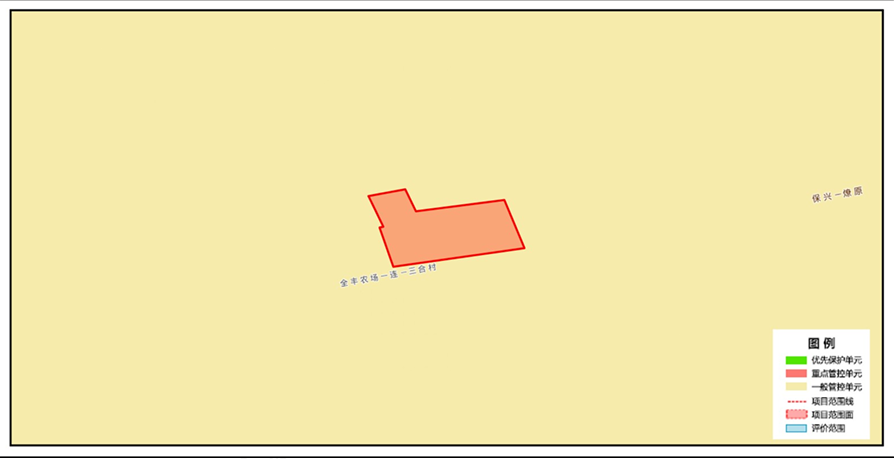 保兴一燎原
全丰农场一连一三合村
图例
优先保护单元
重点管控单元
一般管控单元
项目范围线
项目范围面
评价范围